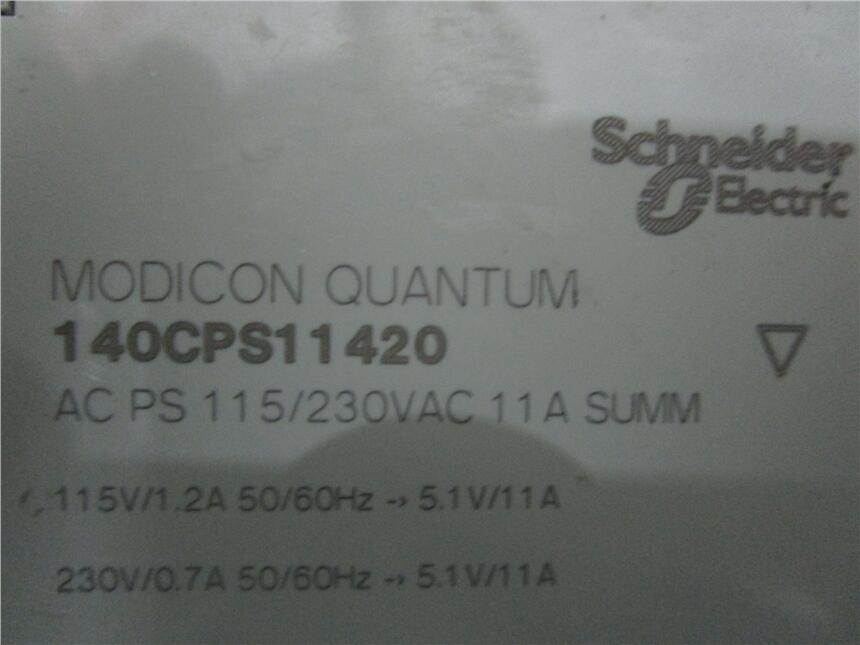 Schneider
Electric
MODICON QUANTUM
140CPS11420
AC PS 115/230VAC 11A SUMM
115V/1.2A 50/60Hz -> 5.1V/11A
230V/0.7A 50/60Hz -> 5.1V/11A